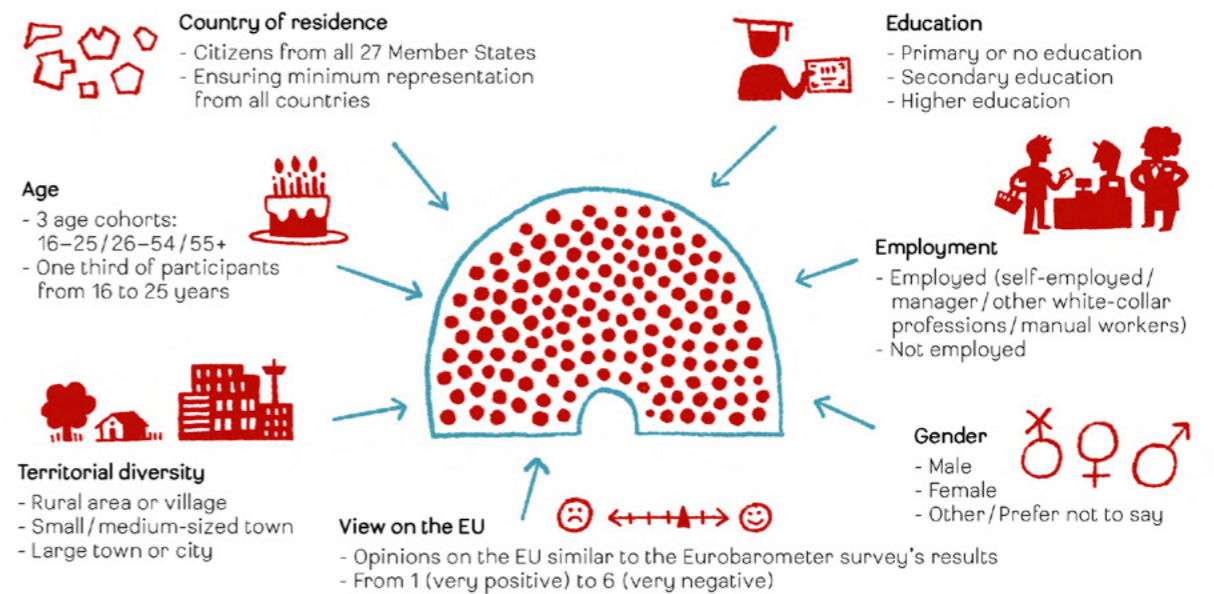 Country of residence
- Citizens from all 27 Member States
- Ensuring minimum representation
from all countries
Education
- Primary or no education
- Secondary education
- Higher education
Age
- 3 age cohorts:
16–25/26–54/55+
- One third of participants
from 16 to 25 years
Employment
- Employed (self-employed/
manager/other white-collar
professions/manual workers)
- Not employed
Territorial diversity
- Rural area or village
- Small/medium-sized town
- Large town or city
Gender
- Male
- Female
- Other/Prefer not to say
View on the EU
- Opinions on the EU similar to the Eurobarometer survey's results
- From 1 (very positive) to 6 (very negative)